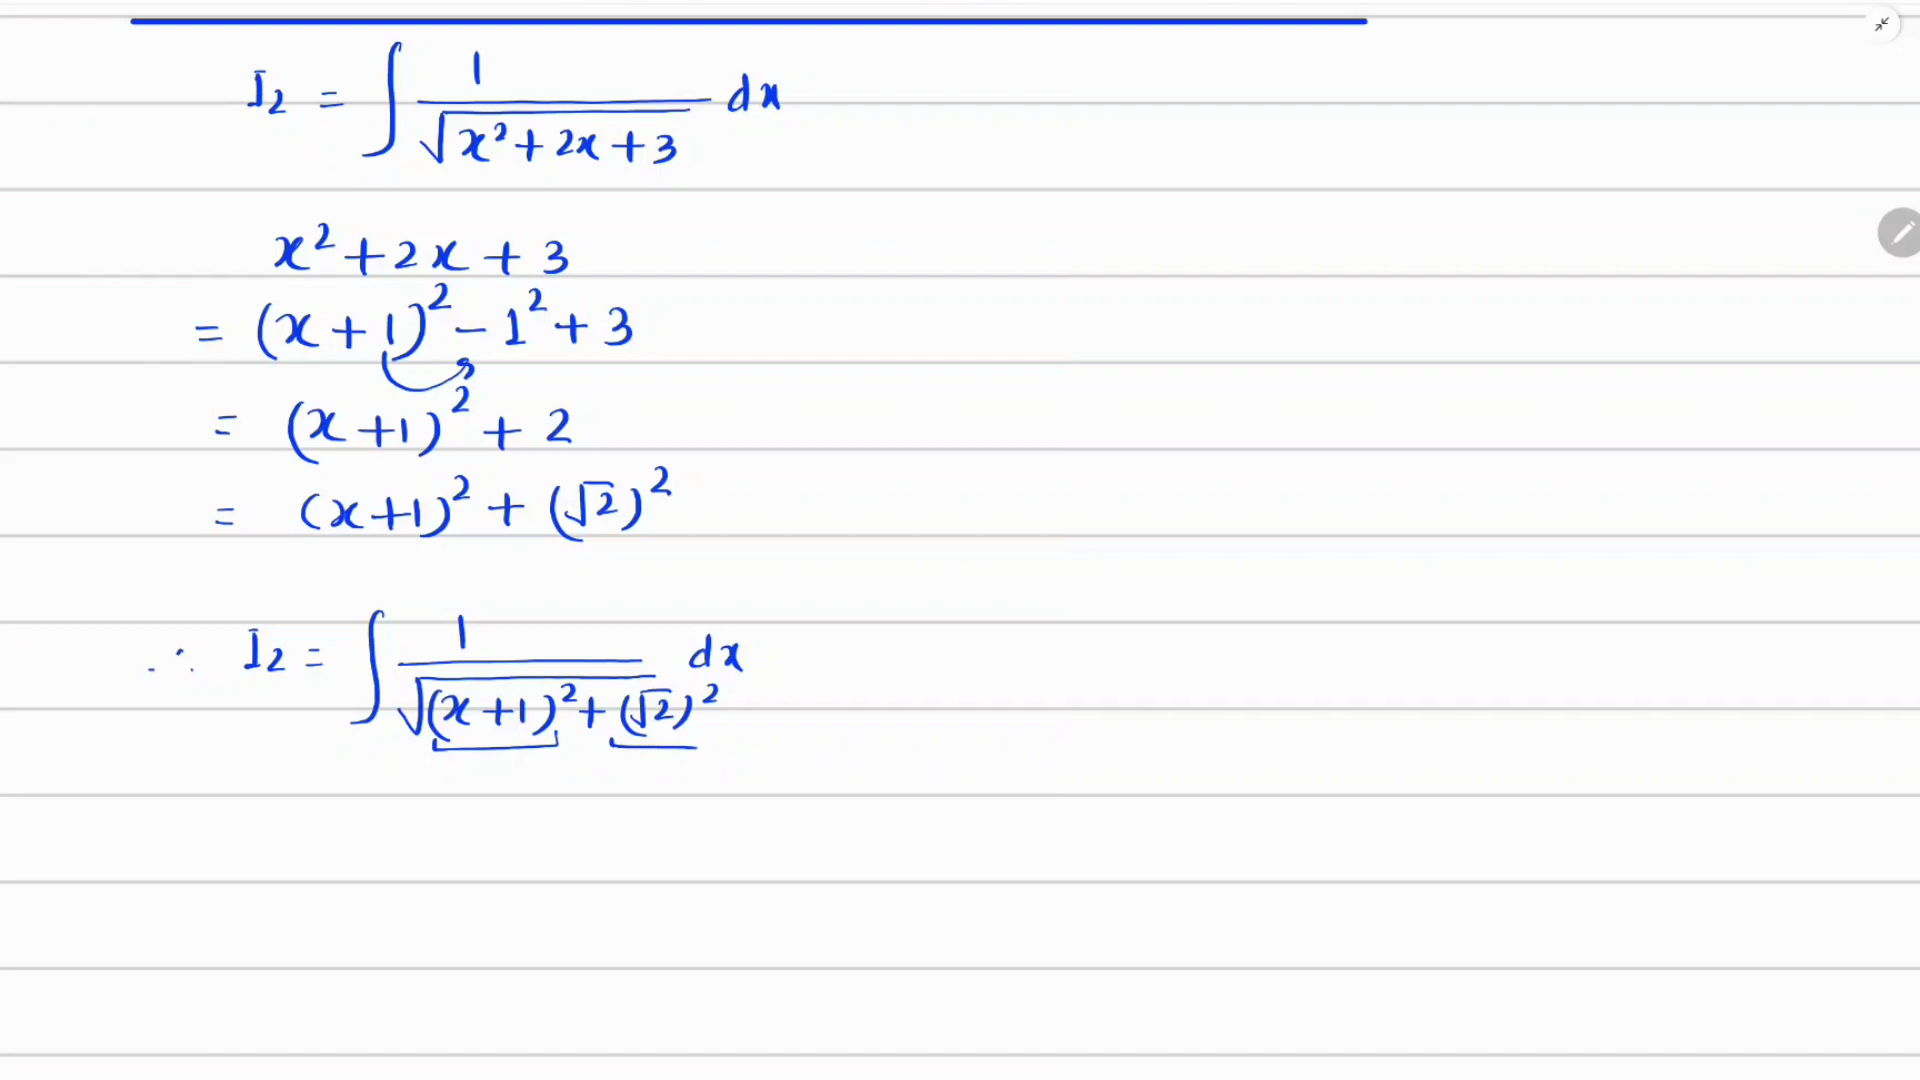 I₂ = ∫ 1/√(x² + 2x + 3) dx
x² + 2x + 3
= (x + 1)² - 1² + 3
= (x + 1)² + 2
= (x + 1)² + (√2)²
∴ I₂ = ∫ 1/√((x + 1)² + (√2)²) dx